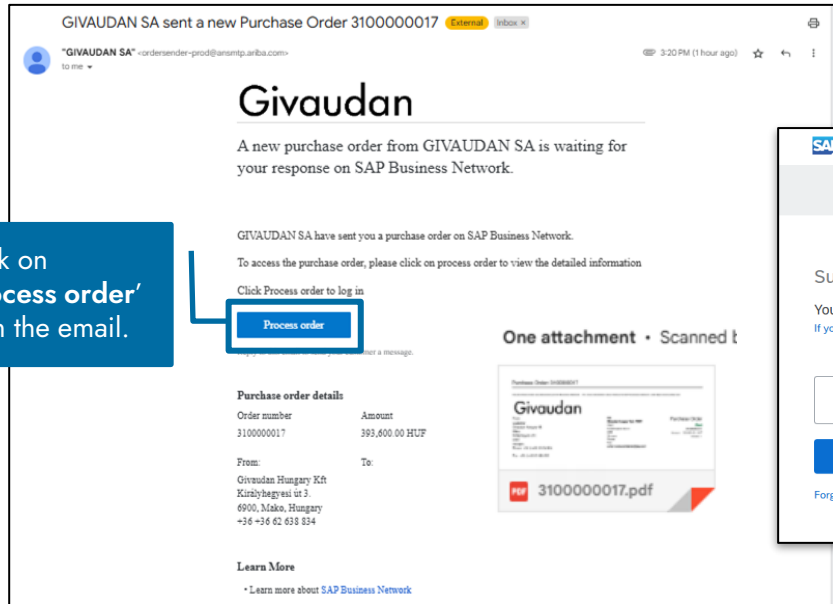 GIVAUDAN SA sent a new Purchase Order 3100000017 External Inbox ×
"GIVAUDAN SA" <ordersender-prod@ansmtp.ariba.com>
to me
3:20 PM (1 hour ago)
Givaudan
A new purchase order from GIVAUDAN SA is waiting for
your response on SAP Business Network.
GIVAUDAN SA have sent you a purchase order on SAP Business Network.
To access the purchase order, please click on process order to view the detailed information
Click Process order to log in
Process order
k on
cess order’
n the email.
One attachment • Scanned b
Purchase order details
Order number Amount
3100000017 393,600.00 HUF
From: To:
Givaudan Hungary Kft
Királyhegyesi út 3.
6900, Mako, Hungary
+36 +36 62 638 834
Givaudan
PDF 3100000017.pdf
Learn More
• Learn more about SAP Business Network
SA
Su
You
If yo
Forg